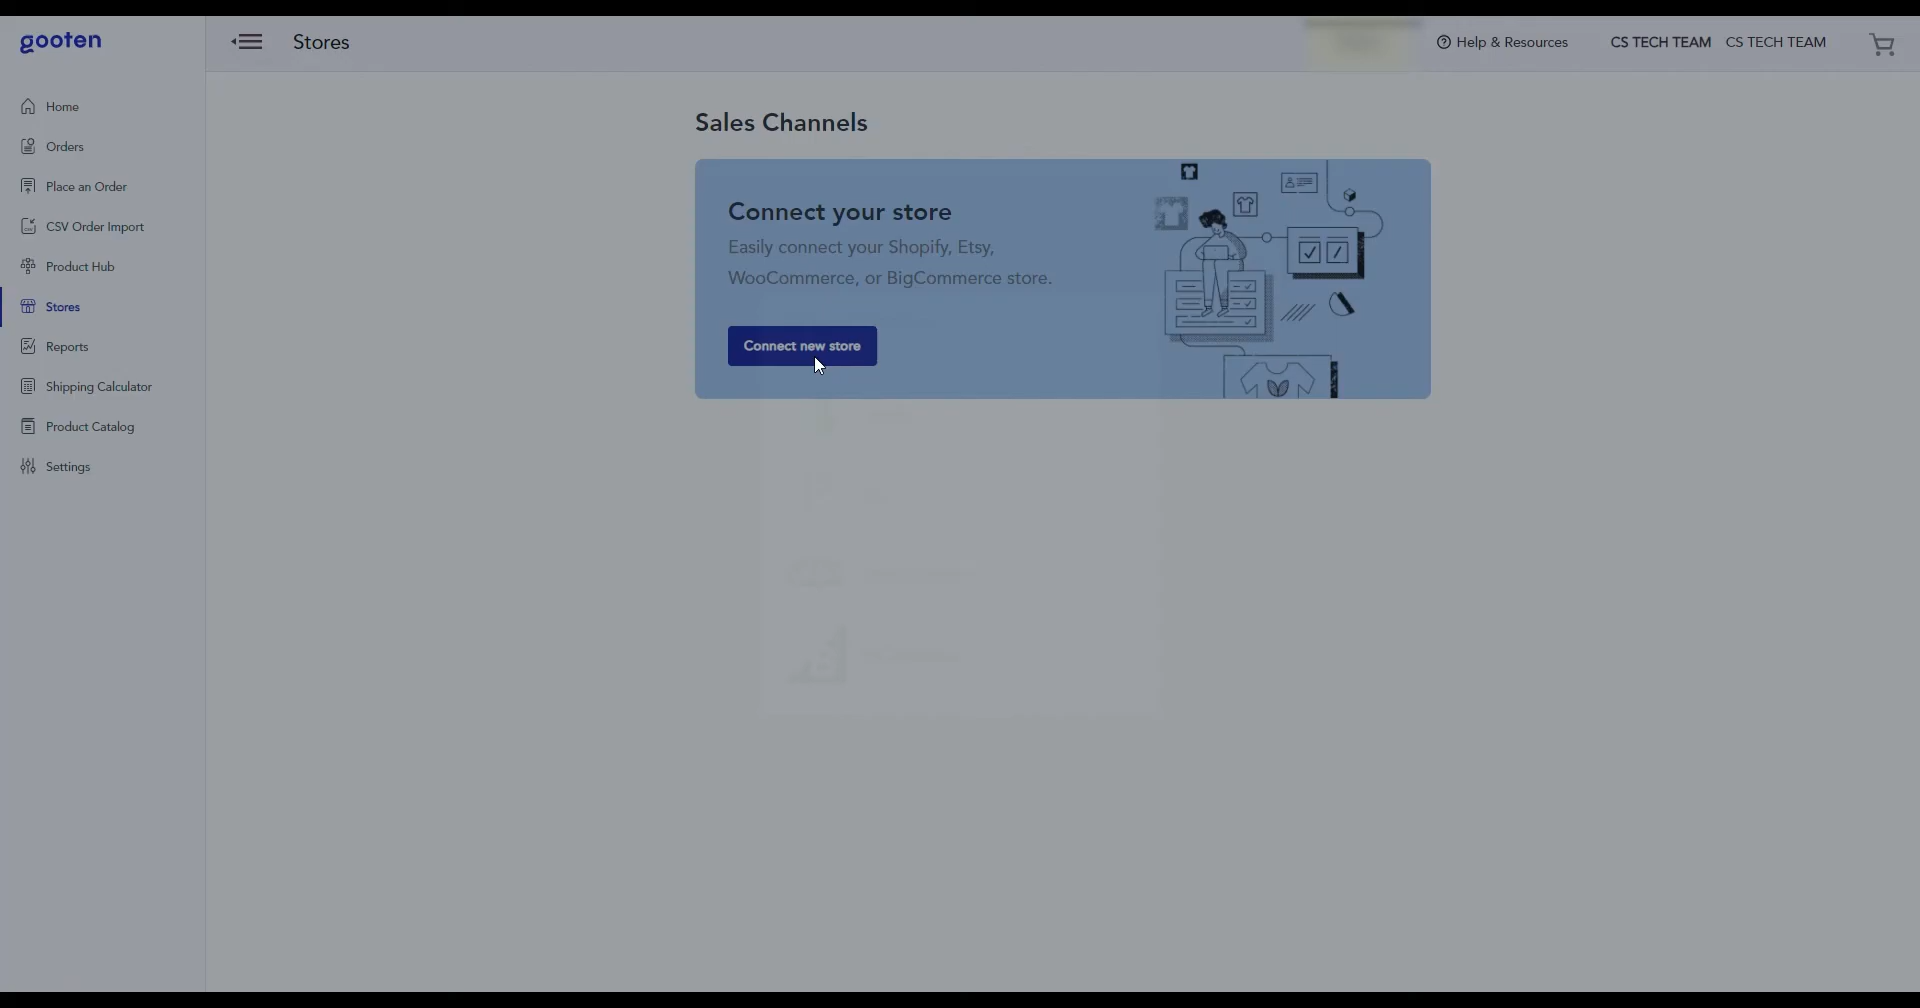 gooten
Stores
Help & Resources
CS TECH TEAM CS TECH TEAM
Home
Orders
Place an Order
CSV Order Import
Product Hub
Stores
Reports
Shipping Calculator
Product Catalog
Settings
Sales Channels
Connect your store
Easily connect your Shopify, Etsy,
WooCommerce, or BigCommerce store.
Connect new store